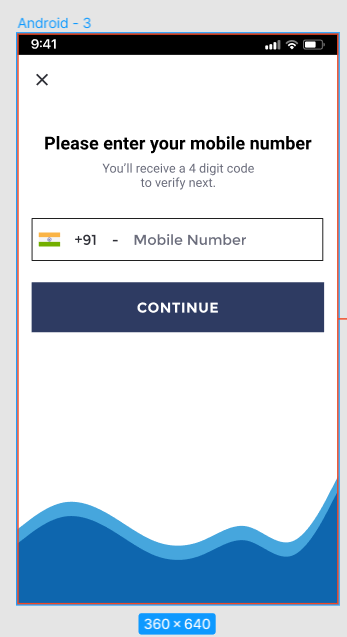 Android - 3
9:41
Please enter your mobile number
You'll receive a 4 digit code
to verify next.
+91 - Mobile Number
CONTINUE
360 × 640